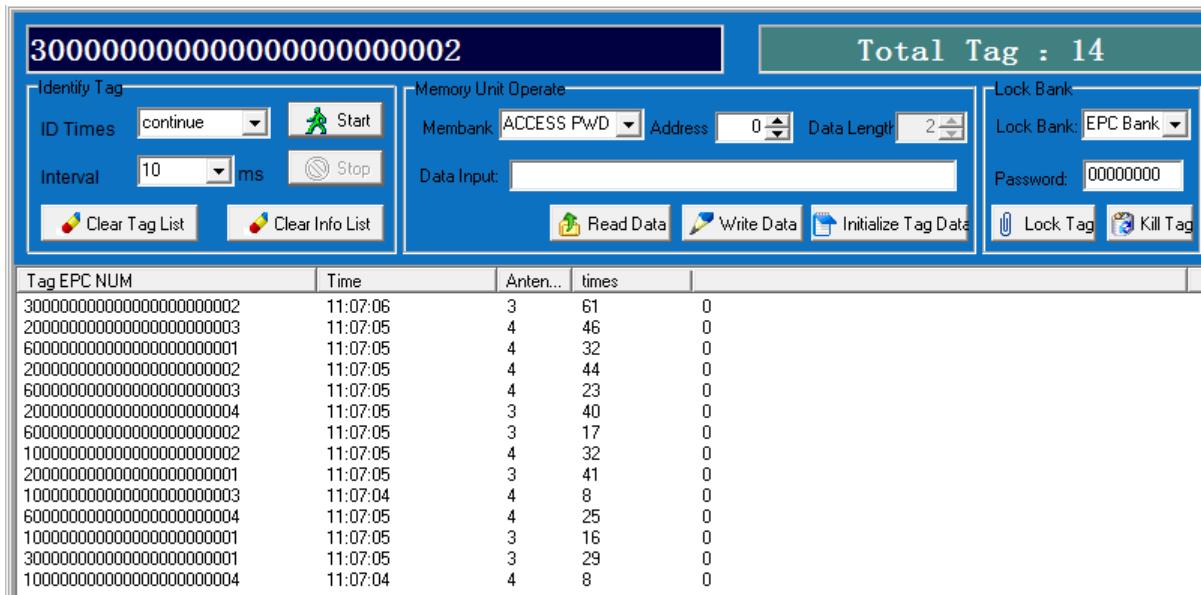 300000000000000000000002
Total Tag : 14
Identify Tag
ID Times continue Start
Interval 10 ms Stop
Clear Tag List Clear Info List
Memory Unit Operate
Membank ACCESS PWD Address 0 Data Length 2
Data Input:
Read Data Write Data Initialize Tag Data
Lock Bank
Lock Bank: EPC Bank
Password: 00000000
Lock Tag Kill Tag
Tag EPC NUM Time Anten... times
300000000000000000000002 11:07:06 3 61 0
200000000000000000000003 11:07:05 4 46 0
600000000000000000000001 11:07:05 4 32 0
200000000000000000000002 11:07:05 4 44 0
600000000000000000000003 11:07:05 4 23 0
200000000000000000000004 11:07:05 3 40 0
600000000000000000000002 11:07:05 3 17 0
100000000000000000000002 11:07:05 4 32 0
200000000000000000000001 11:07:05 3 41 0
100000000000000000000003 11:07:04 4 8 0
600000000000000000000004 11:07:05 4 25 0
100000000000000000000001 11:07:05 3 16 0
300000000000000000000001 11:07:05 3 29 0
100000000000000000000004 11:07:04 4 8 0